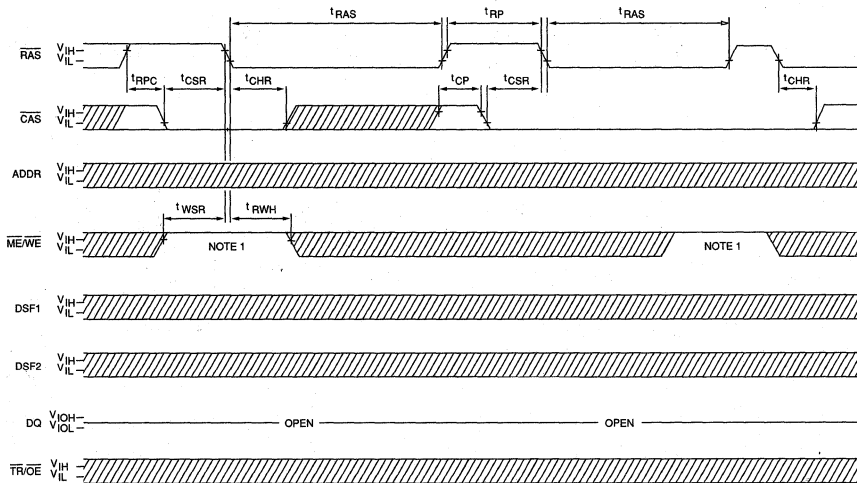 tRAS
tRP
tRAS
RAS VIH
VIL
tRPC
tCSR
tCHR
tCP
tCSR
tCHR
CAS VIH
VIL
ADDR VIH
VIL
tWSR
tRWH
ME/WE VIH
VIL
NOTE 1
NOTE 1
DSF1 VIH
VIL
DSF2 VIH
VIL
DQ VIOH
VIOL
OPEN
OPEN
TR/OE VIH
VIL